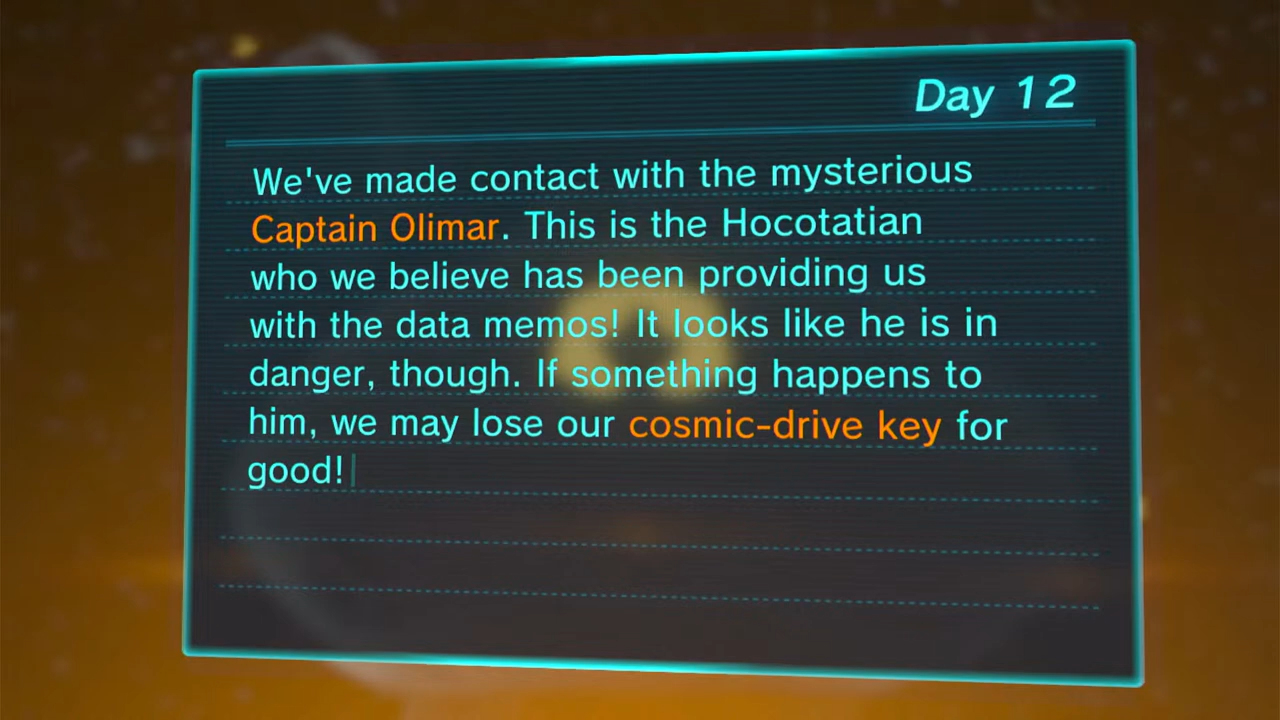 Day 12
We've made contact with the mysterious
Captain Olimar. This is the Hocotatian
who we believe has been providing us
with the data memos! It looks like he is in
danger, though. If something happens to
him, we may lose our cosmic-drive key for
good!